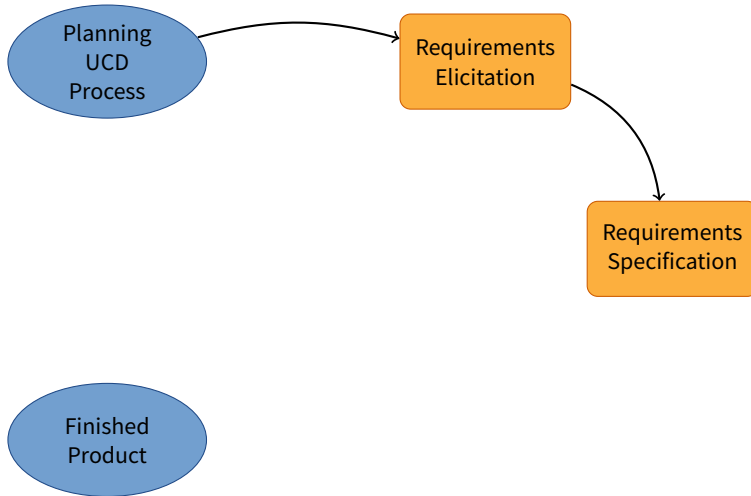 Planning
UCD
Process
Requirements
Elicitation
Requirements
Specification
Finished
Product